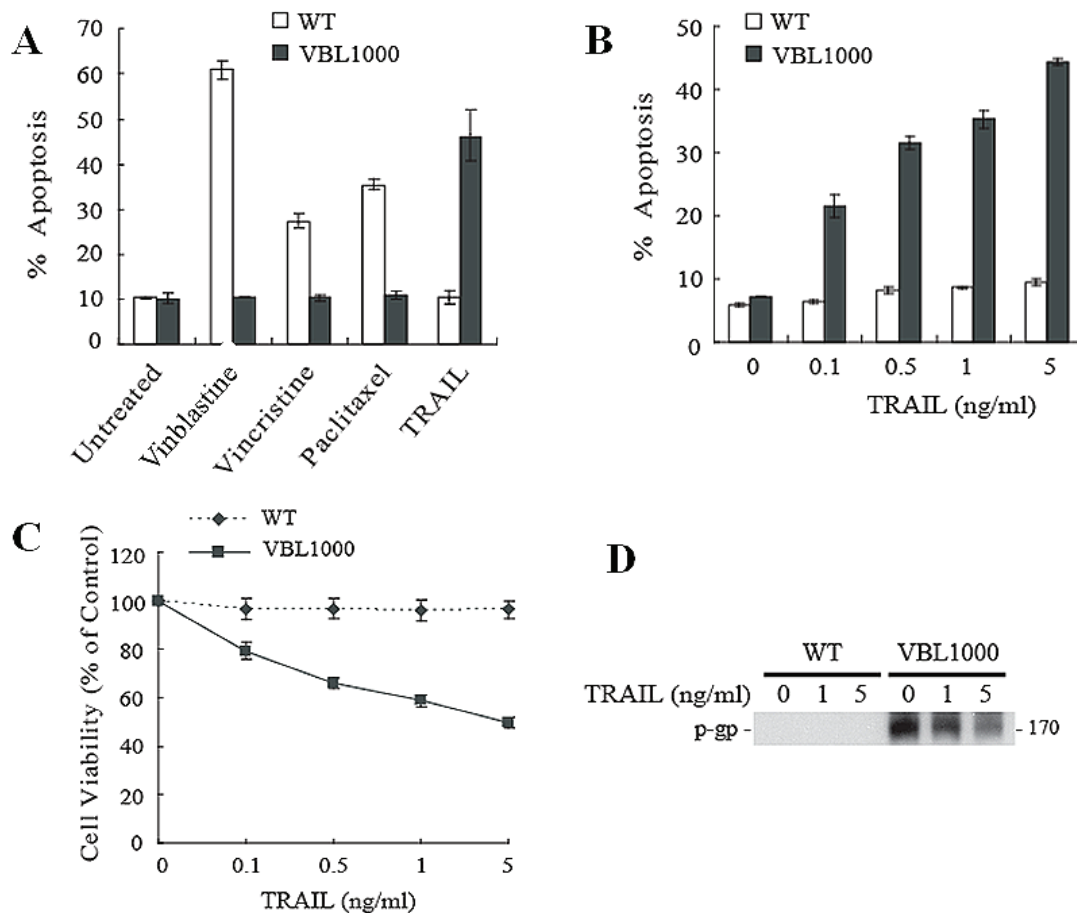 A
WT
VBL1000
% Apoptosis
70
60
50
40
30
20
10
0
Untreated
Vinblastine
Vincristine
Paclitaxel
TRAIL
B
WT
VBL1000
% Apoptosis
50
40
30
20
10
0
0 0.1 0.5 1 5
TRAIL (ng/ml)
C
WT
VBL1000
Cell Viability (% of Control)
120
100
80
60
40
20
0
0 0.1 0.5 1 5
TRAIL (ng/ml)
D
WT VBL1000
TRAIL (ng/ml) 0 1 5 0 1 5
p-gp - - 170